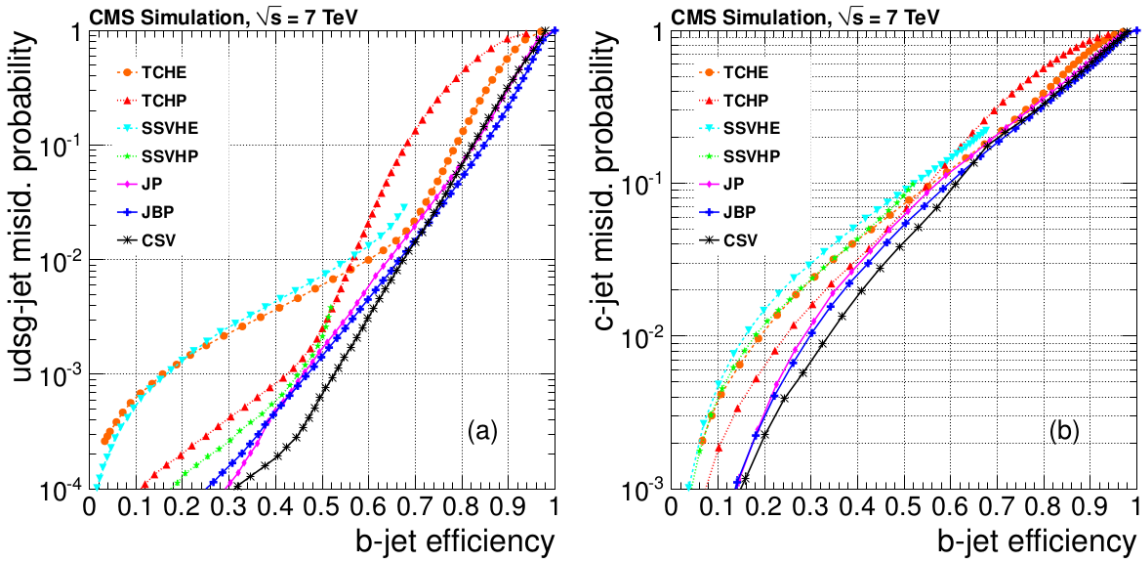 CMS Simulation, √s = 7 TeV
udsg-jet misid. probability
1
10⁻¹
10⁻²
10⁻³
10⁻⁴
TCHE
TCHP
SSVHE
SSVHP
JP
JBP
CSV
(a)
0 0.1 0.2 0.3 0.4 0.5 0.6 0.7 0.8 0.9 1
b-jet efficiency
CMS Simulation, √s = 7 TeV
c-jet misid. probability
1
10⁻¹
10⁻²
10⁻³
TCHE
TCHP
SSVHE
SSVHP
JP
JBP
CSV
(b)
0 0.1 0.2 0.3 0.4 0.5 0.6 0.7 0.8 0.9 1
b-jet efficiency